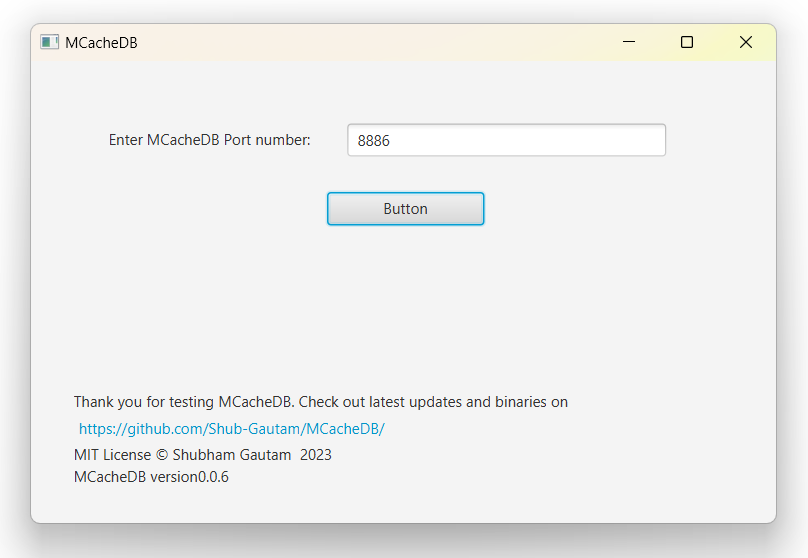 MCacheDB
Enter MCacheDB Port number: 8886
Button
Thank you for testing MCacheDB. Check out latest updates and binaries on
https://github.com/Shub-Gautam/MCacheDB/
MIT License © Shubham Gautam  2023
MCacheDB version0.0.6